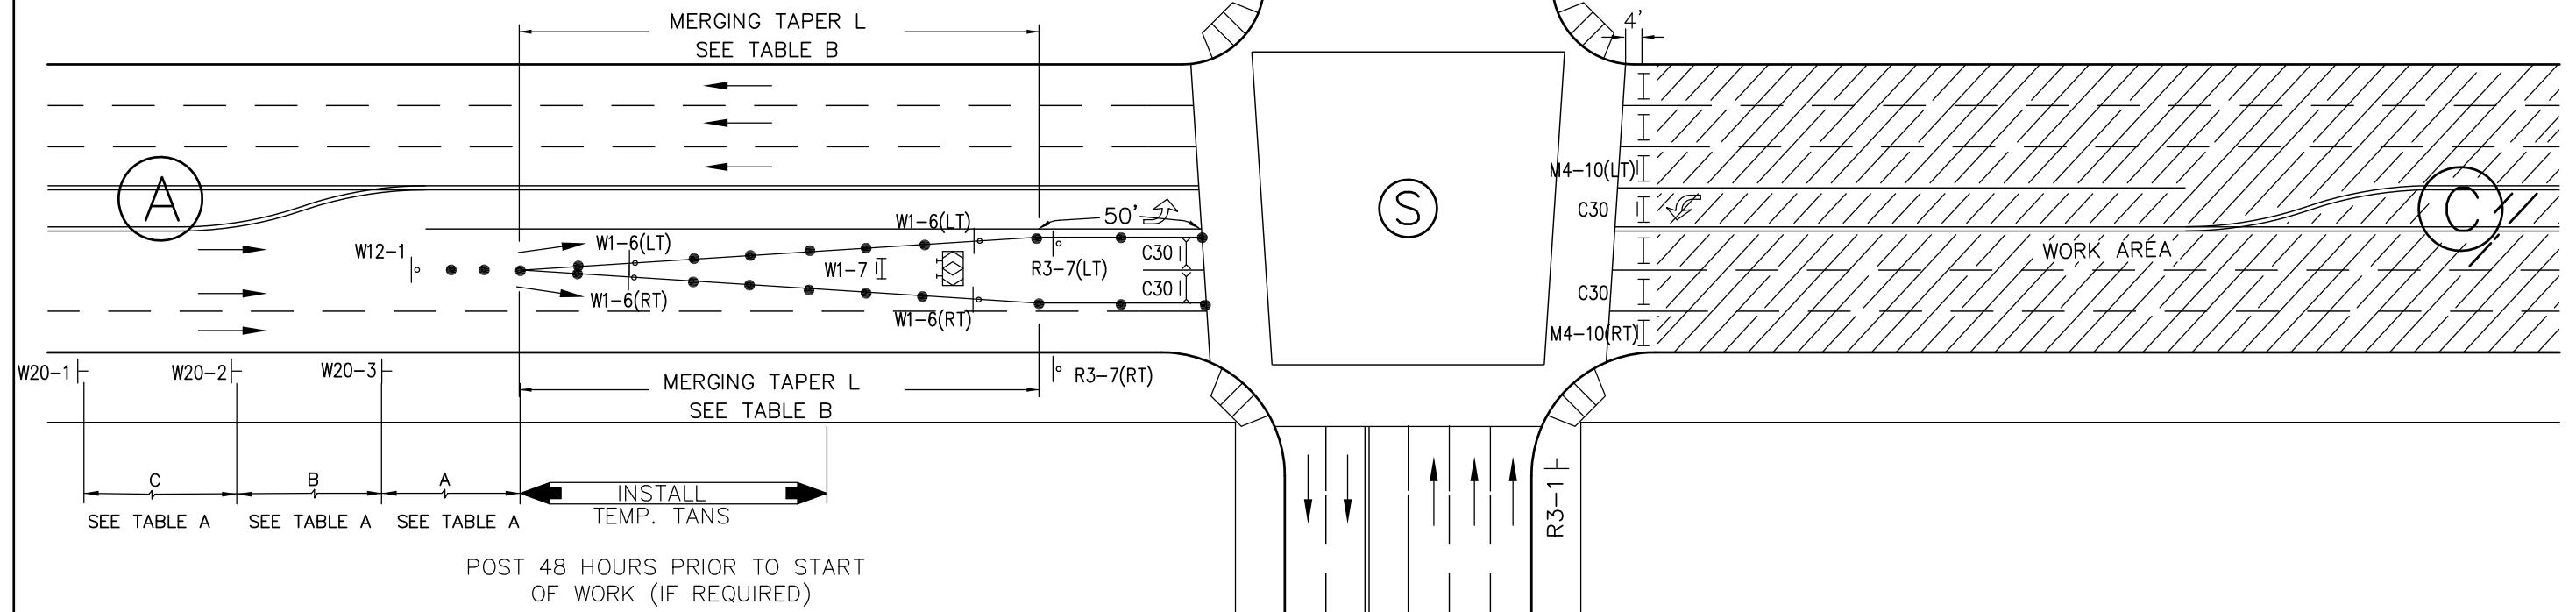 MERGING TAPER L
SEE TABLE B
4'
A
S
C
M4-10(LT)
50'
W1-6(LT)
C30
W1-6(LT)
W12-1
W1-7
R3-7(LT)
C30
WORK AREA
C30
W1-6(RT)
C30
W1-6(RT)
M4-10(RT)
W20-1
W20-2
W20-3
MERGING TAPER L
SEE TABLE B
R3-7(RT)
C
B
A
INSTALL
TEMP. TANS
SEE TABLE A
SEE TABLE A
SEE TABLE A
R3-1
POST 48 HOURS PRIOR TO START
OF WORK (IF REQUIRED)